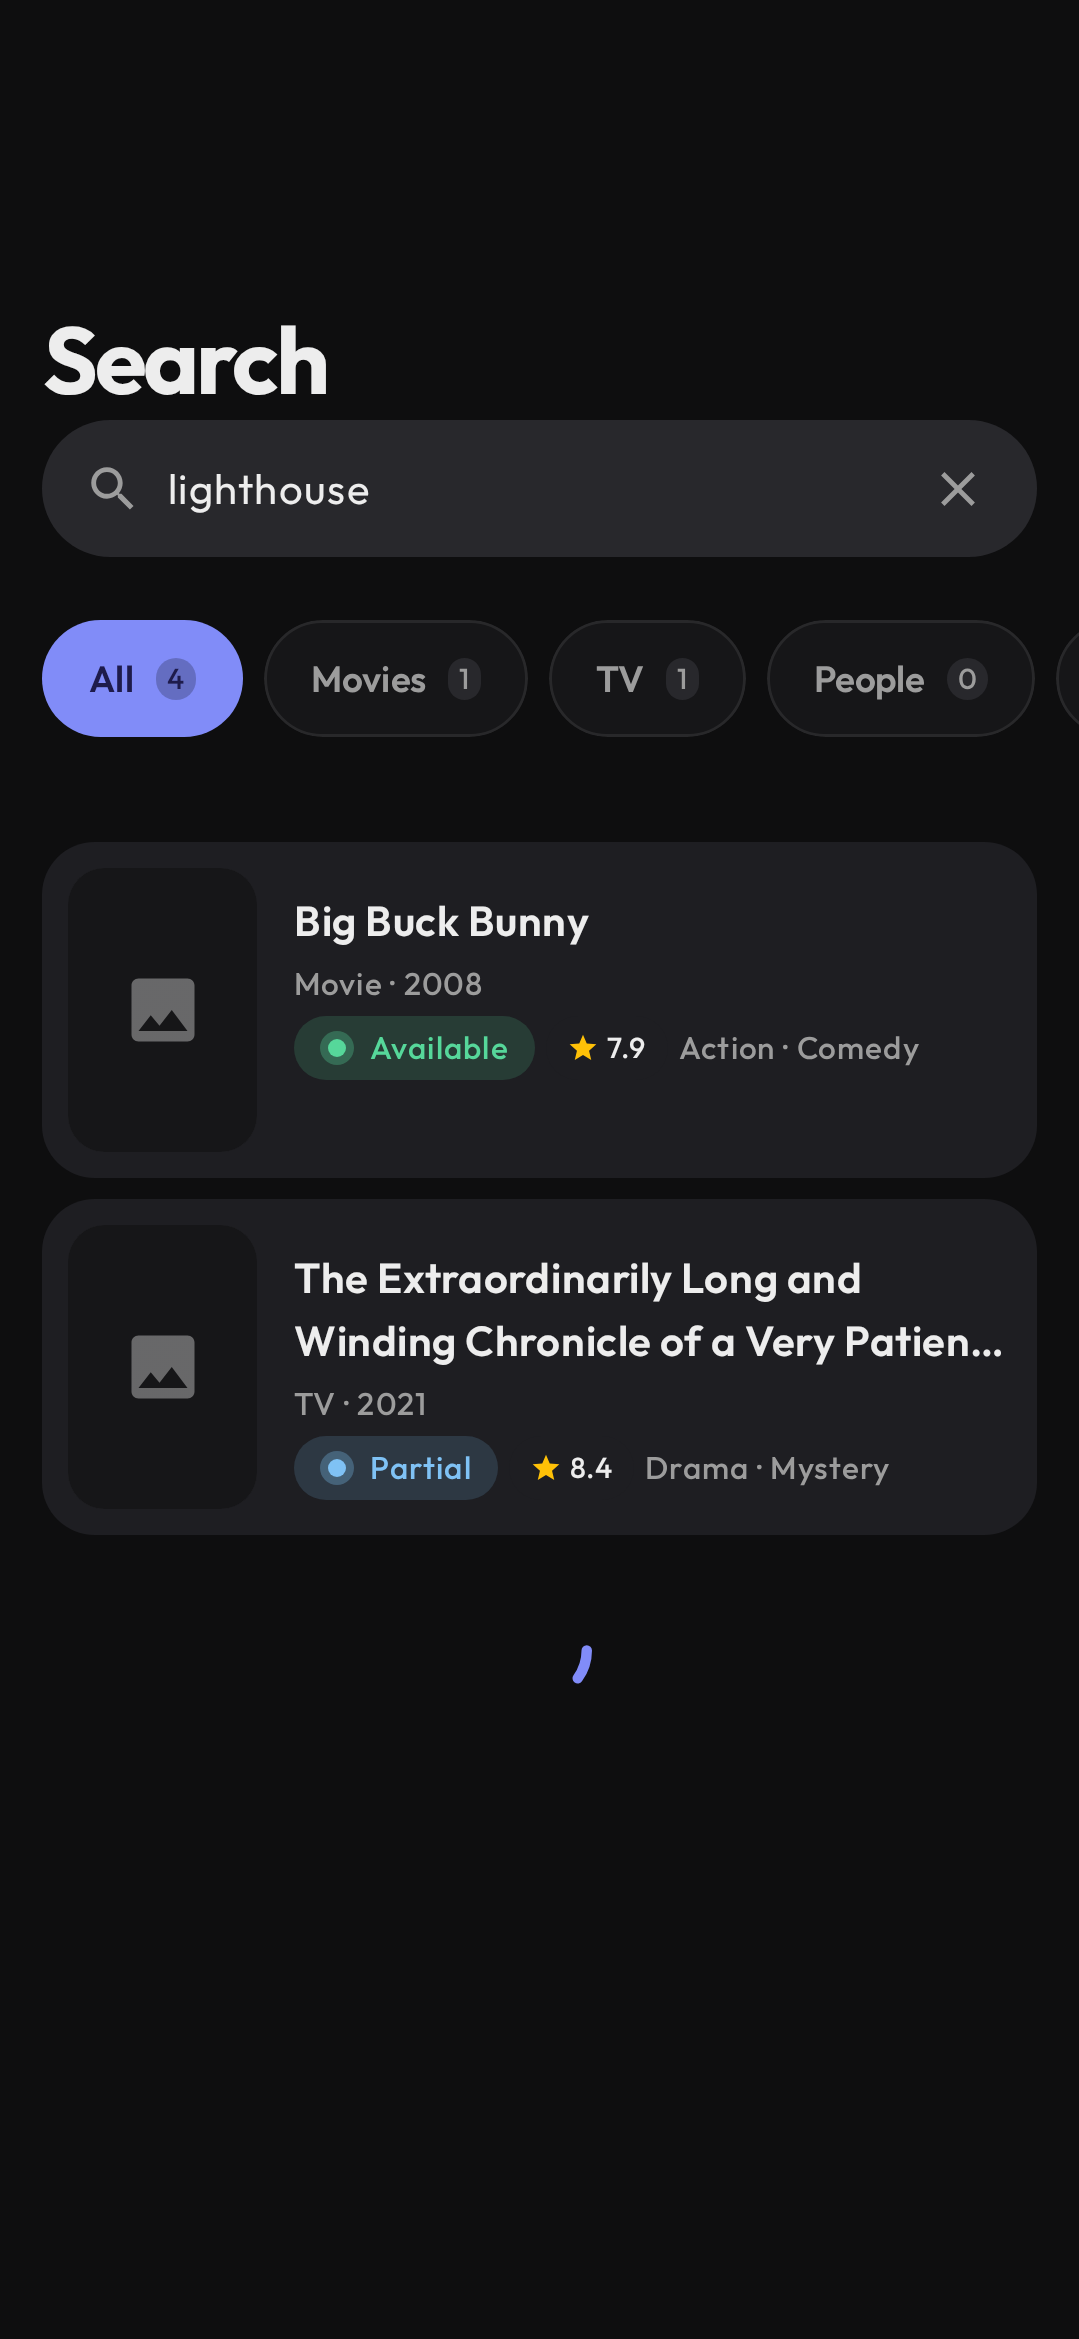 Search
lighthouse
All 4 Movies 1 TV 1 People 0
Big Buck Bunny
Movie · 2008
Available 7.9 Action · Comedy
The Extraordinarily Long and
Winding Chronicle of a Very Patien...
TV · 2021
Partial 8.4 Drama · Mystery